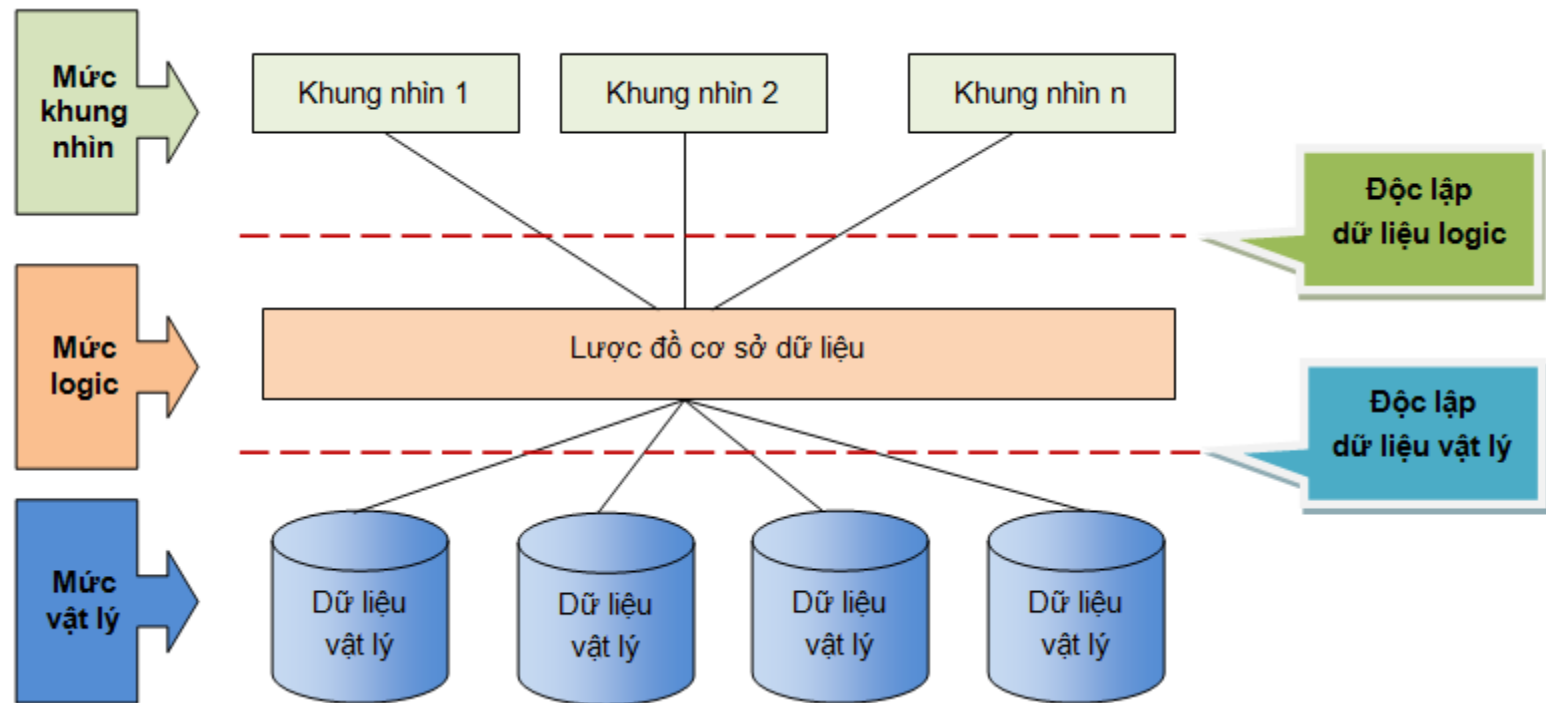 Mức
khung
nhìn
Khung nhìn 1
Khung nhìn 2
Khung nhìn n
Độc lập
dữ liệu logic
Mức
logic
Lược đồ cơ sở dữ liệu
Độc lập
dữ liệu vật lý
Mức
vật lý
Dữ liệu
vật lý
Dữ liệu
vật lý
Dữ liệu
vật lý
Dữ liệu
vật lý